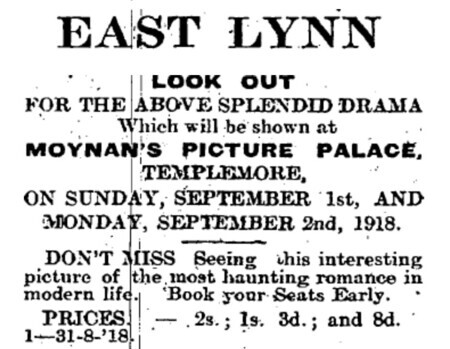 EAST LYNN
LOOK OUT
FOR THE ABOVE SPLENDID DRAMA
Which will be shown at
MOYNAN'S PICTURE PALACE,
TEMPLEMORE,
ON SUNDAY, SEPTEMBER 1st, AND
MONDAY, SEPTEMBER 2nd, 1918.
DON'T MISS Seeing this interesting
picture of the most haunting romance in
modern life. Book your Seats Early.
PRICES. — 2s.; 1s. 3d.; and 8d.
1—31-8-'18.